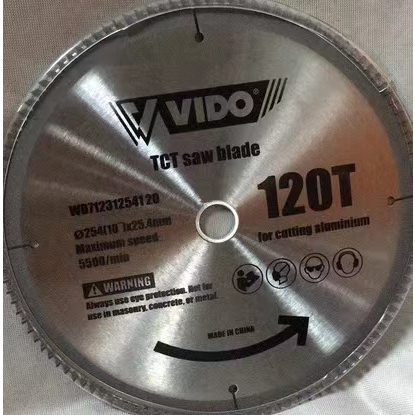 VIDO
TCT saw blade
WD71231254120
120T
Ø254(10")x25.4mm
Maximum speed:
5500/min
for cutting aluminium
WARNING
Always use eye protection. Not for
use in masonry, concrete, or metal.
MADE IN CHINA